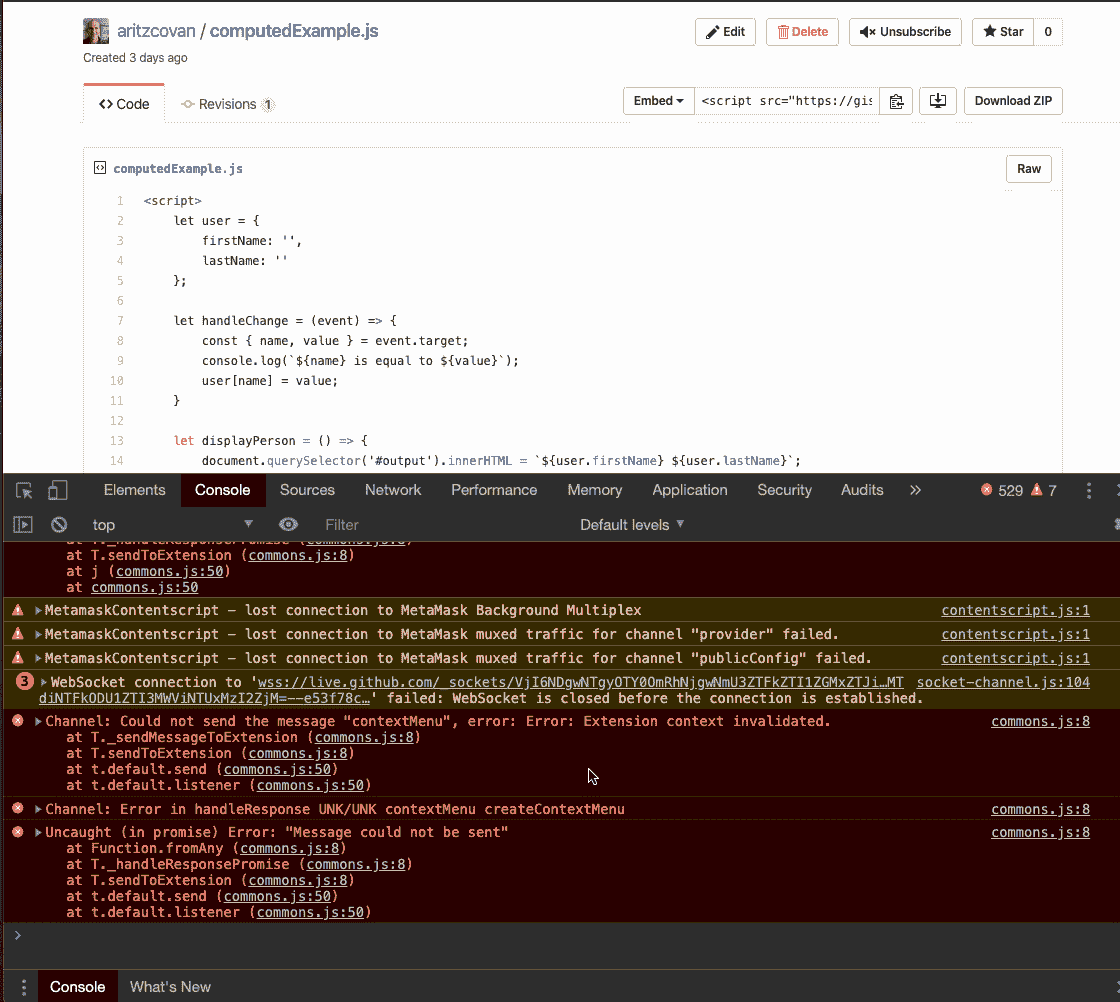 aritzcovan / computedExample.js
Edit
Delete
Unsubscribe
Star
0
Created 3 days ago
Code
Revisions 1
Embed
<script src="https://gis
Download ZIP
computedExample.js
Raw
1 <script>
2 let user = {
3 firstName: '',
4 lastName: ''
5 };
6
7 let handleChange = (event) => {
8 const { name, value } = event.target;
9 console.log(`${name} is equal to ${value}`);
10 user[name] = value;
11 }
12
13 let displayPerson = () => {
14 document.querySelector('#output').innerHTML = `${user.firstName} ${user.lastName}`;
Elements Console Sources Network Performance Memory Application Security Audits » 529 7
top
Filter
Default levels
at T._handleResponsePromise (commons.js:8)
at T.sendToExtension (commons.js:8)
at j (commons.js:50)
at commons.js:50
MetamaskContentscript – lost connection to MetaMask Background Multiplex contentscript.js:1
MetamaskContentscript – lost connection to MetaMask muxed traffic for channel "provider" failed. contentscript.js:1
MetamaskContentscript – lost connection to MetaMask muxed traffic for channel "publicConfig" failed. contentscript.js:1
3 WebSocket connection to 'wss://live.github.com/_sockets/VjI6NDgwNTgyOTY0OmRhNjgwNmU3ZTFkZTI1ZGMxZTJi…MT socket-channel.js:104
diNTFkODU1ZTI3MWViNTUxMzI2ZjM=--e53f78c…' failed: WebSocket is closed before the connection is established.
Channel: Could not send the message "contextMenu", error: Error: Extension context invalidated. commons.js:8
at T._sendMessageToExtension (commons.js:8)
at T.sendToExtension (commons.js:8)
at t.default.send (commons.js:50)
at t.default.listener (commons.js:50)
Channel: Error in handleResponse UNK/UNK contextMenu createContextMenu commons.js:8
Uncaught (in promise) Error: "Message could not be sent" commons.js:8
at Function.fromAny (commons.js:8)
at T._handleResponsePromise (commons.js:8)
at T.sendToExtension (commons.js:8)
at t.default.send (commons.js:50)
at t.default.listener (commons.js:50)
Console
What's New